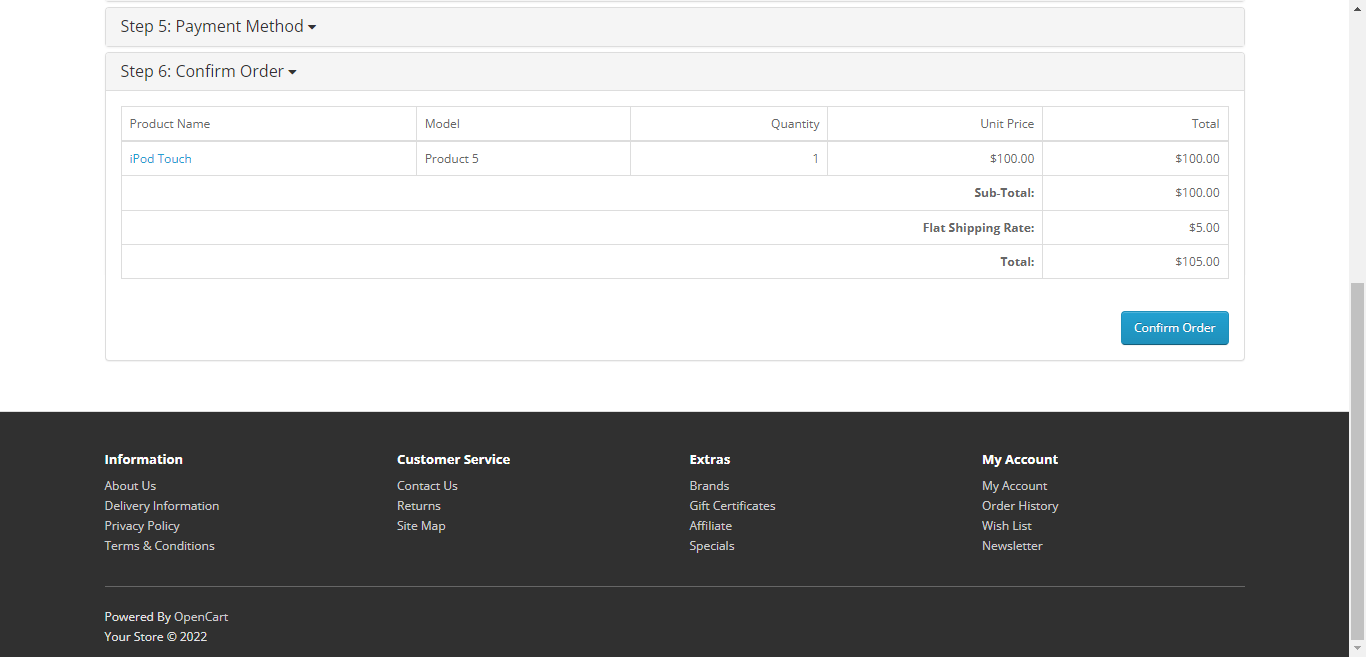 Step 5: Payment Method
Step 6: Confirm Order
Product Name Model Quantity Unit Price Total
iPod Touch Product 5 1 $100.00 $100.00
Sub-Total: $100.00
Flat Shipping Rate: $5.00
Total: $105.00
Confirm Order
Information Customer Service Extras My Account
About Us Contact Us Brands My Account
Delivery Information Returns Gift Certificates Order History
Privacy Policy Site Map Affiliate Wish List
Terms & Conditions Specials Newsletter
Powered By OpenCart
Your Store © 2022